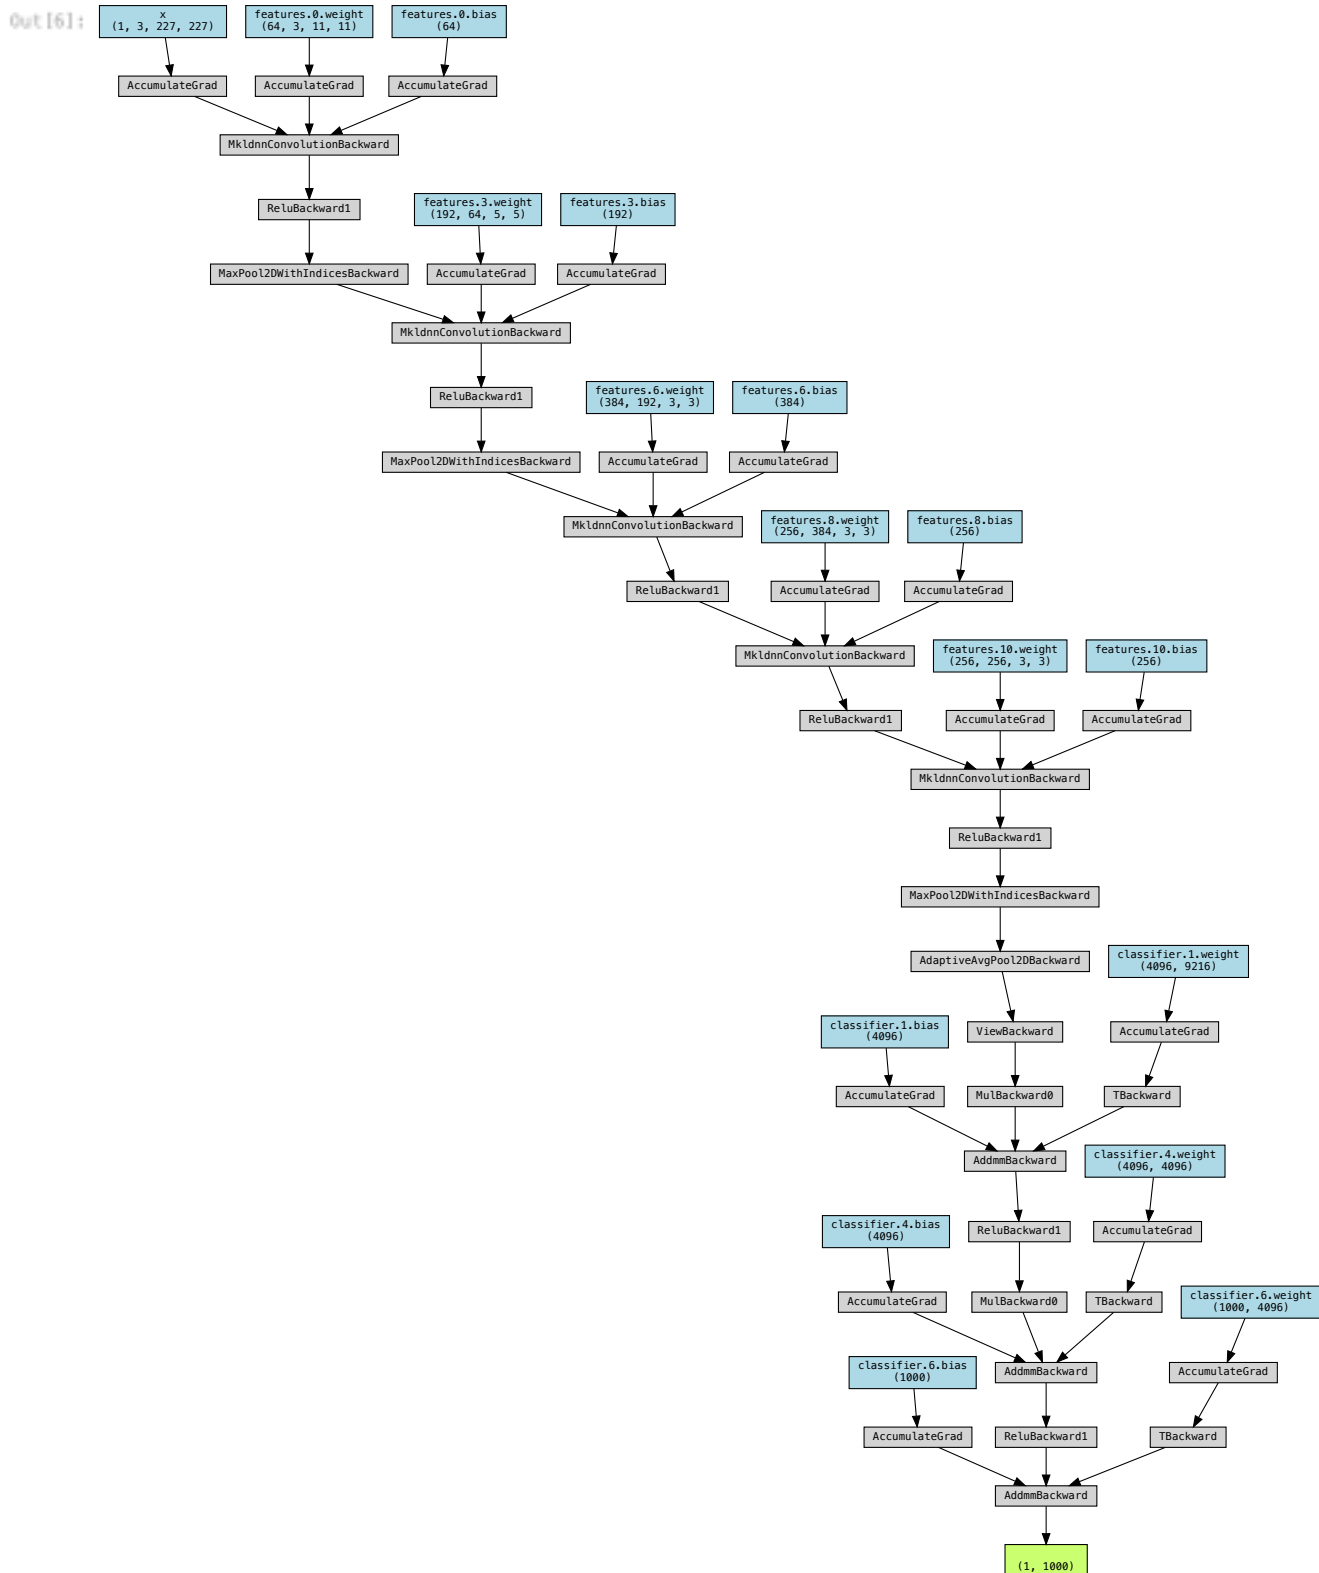 Out[6]:
x
(1, 3, 227, 227)
features.0.weight
(64, 3, 11, 11)
features.0.bias
(64)
AccumulateGrad
AccumulateGrad
AccumulateGrad
MkldnnConvolutionBackward
ReluBackward1
features.3.weight
(192, 64, 5, 5)
features.3.bias
(192)
MaxPool2DWithIndicesBackward
AccumulateGrad
AccumulateGrad
MkldnnConvolutionBackward
ReluBackward1
features.6.weight
(384, 192, 3, 3)
features.6.bias
(384)
MaxPool2DWithIndicesBackward
AccumulateGrad
AccumulateGrad
MkldnnConvolutionBackward
features.8.weight
(256, 384, 3, 3)
features.8.bias
(256)
ReluBackward1
AccumulateGrad
AccumulateGrad
MkldnnConvolutionBackward
features.10.weight
(256, 256, 3, 3)
features.10.bias
(256)
ReluBackward1
AccumulateGrad
AccumulateGrad
MkldnnConvolutionBackward
ReluBackward1
MaxPool2DWithIndicesBackward
AdaptiveAvgPool2DBackward
classifier.1.weight
(4096, 9216)
classifier.1.bias
(4096)
ViewBackward
AccumulateGrad
AccumulateGrad
MulBackward0
TBackward
AddmmBackward
classifier.4.weight
(4096, 4096)
classifier.4.bias
(4096)
ReluBackward1
AccumulateGrad
AccumulateGrad
MulBackward0
TBackward
classifier.6.weight
(1000, 4096)
classifier.6.bias
(1000)
AddmmBackward
AccumulateGrad
AccumulateGrad
ReluBackward1
TBackward
AddmmBackward
(1, 1000)